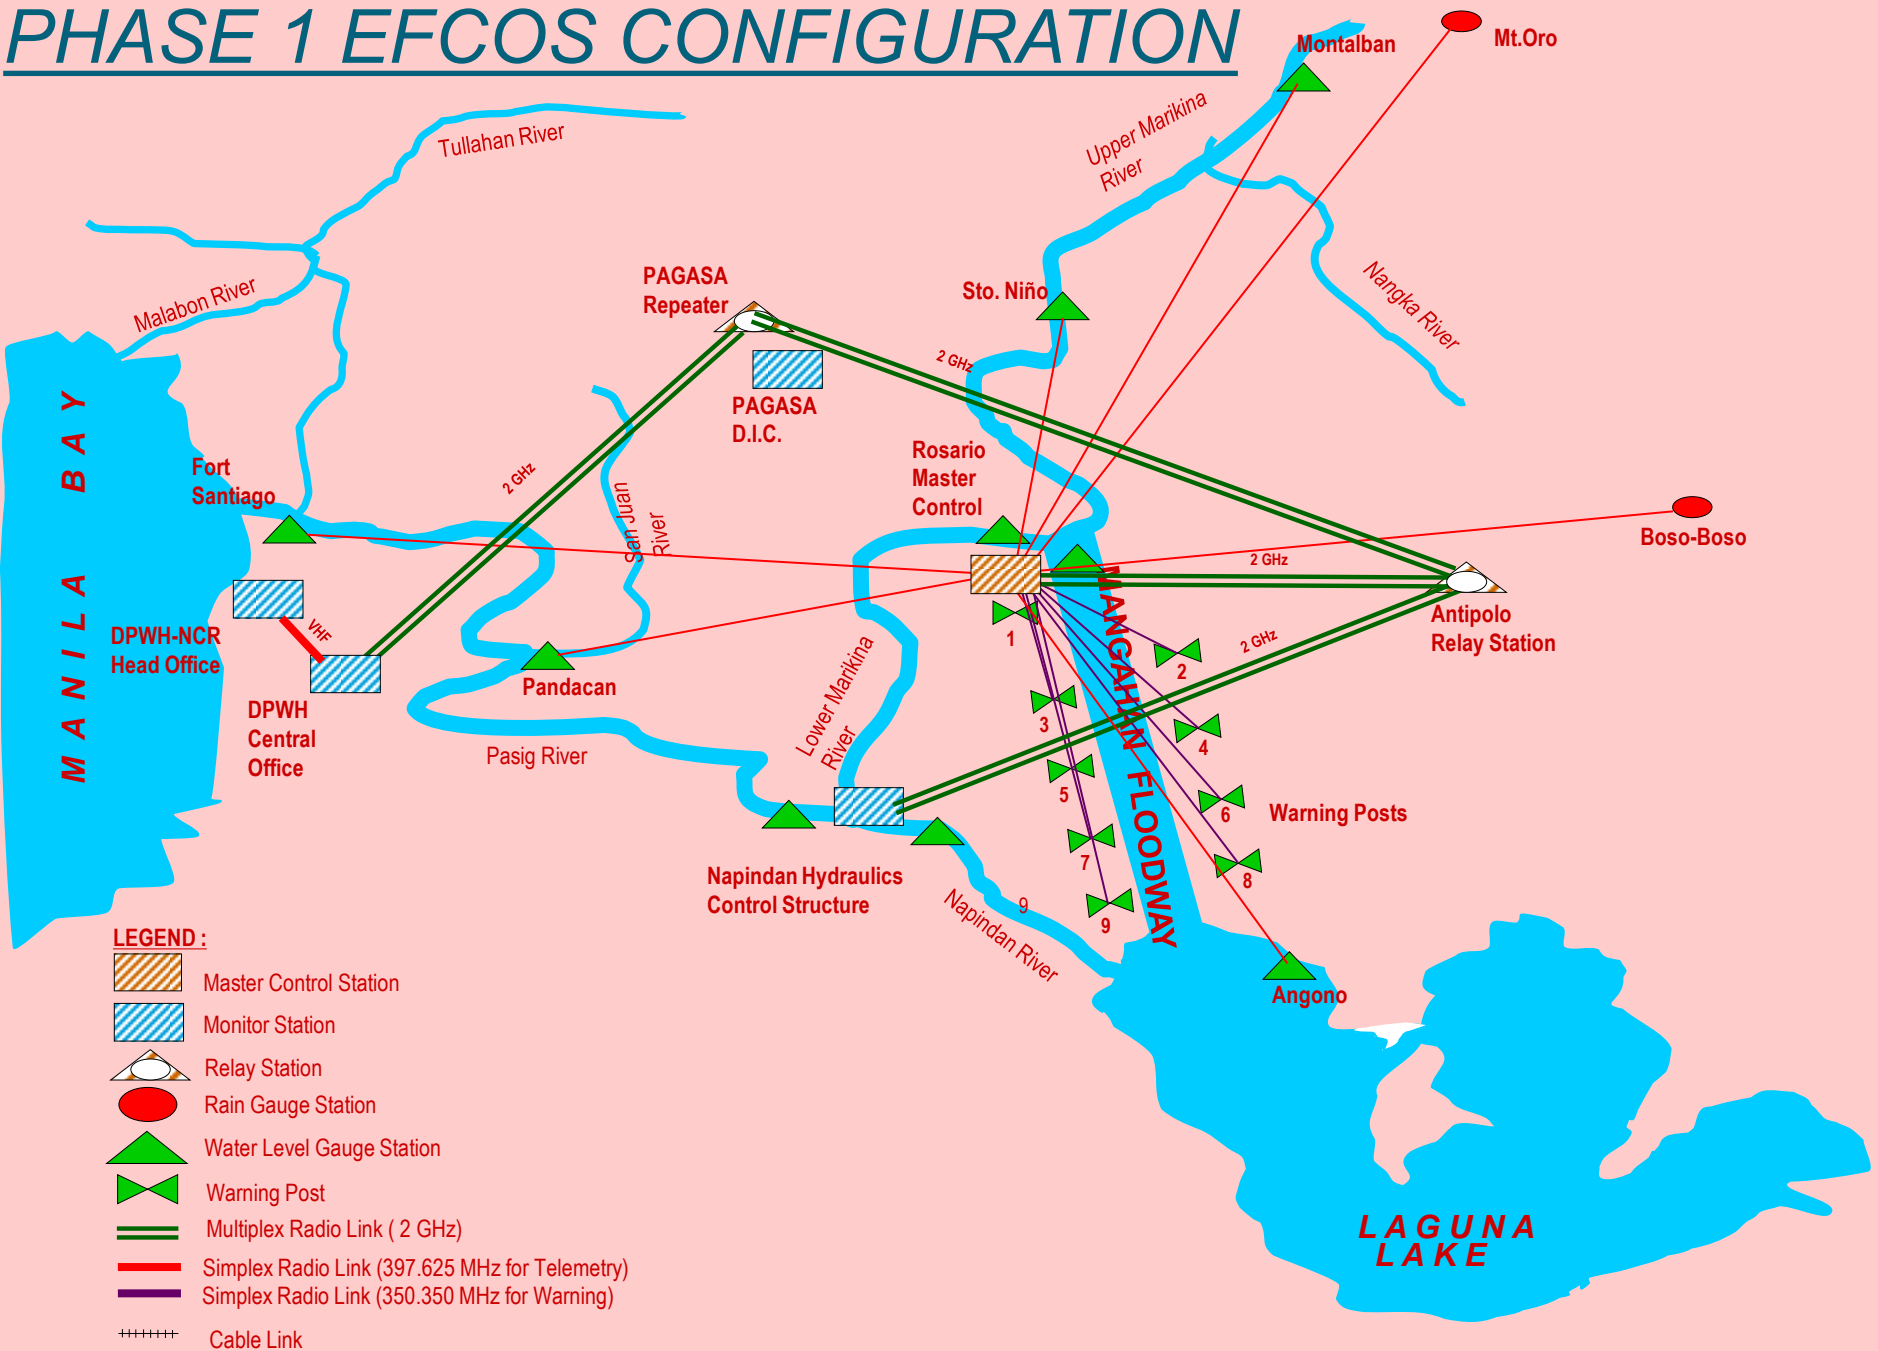 PHASE 1 EFCOS CONFIGURATION
Montalban
Mt.Oro
Tullahan River
Upper Marikina
River
Malabon River
PAGASA
Repeater
Sto. Niño
Nangka River
2 GHz
PAGASA
D.I.C.
MANILA BAY
Fort
Santiago
2 GHz
San Juan
River
Rosario
Master
Control
Boso-Boso
2 GHz
DPWH-NCR
Head Office
VHF
DPWH
Central
Office
Pandacan
Pasig River
Lower Marikina
River
MANGAHAN FLOODWAY
Antipolo
Relay Station
2 GHz
1
2
3
4
5
6
7
8
9
Warning Posts
Napindan Hydraulics
Control Structure
9
Napindan River
Angono
LAGUNA
LAKE
LEGEND :
Master Control Station
Monitor Station
Relay Station
Rain Gauge Station
Water Level Gauge Station
Warning Post
Multiplex Radio Link ( 2 GHz)
Simplex Radio Link (397.625 MHz for Telemetry)
Simplex Radio Link (350.350 MHz for Warning)
Cable Link